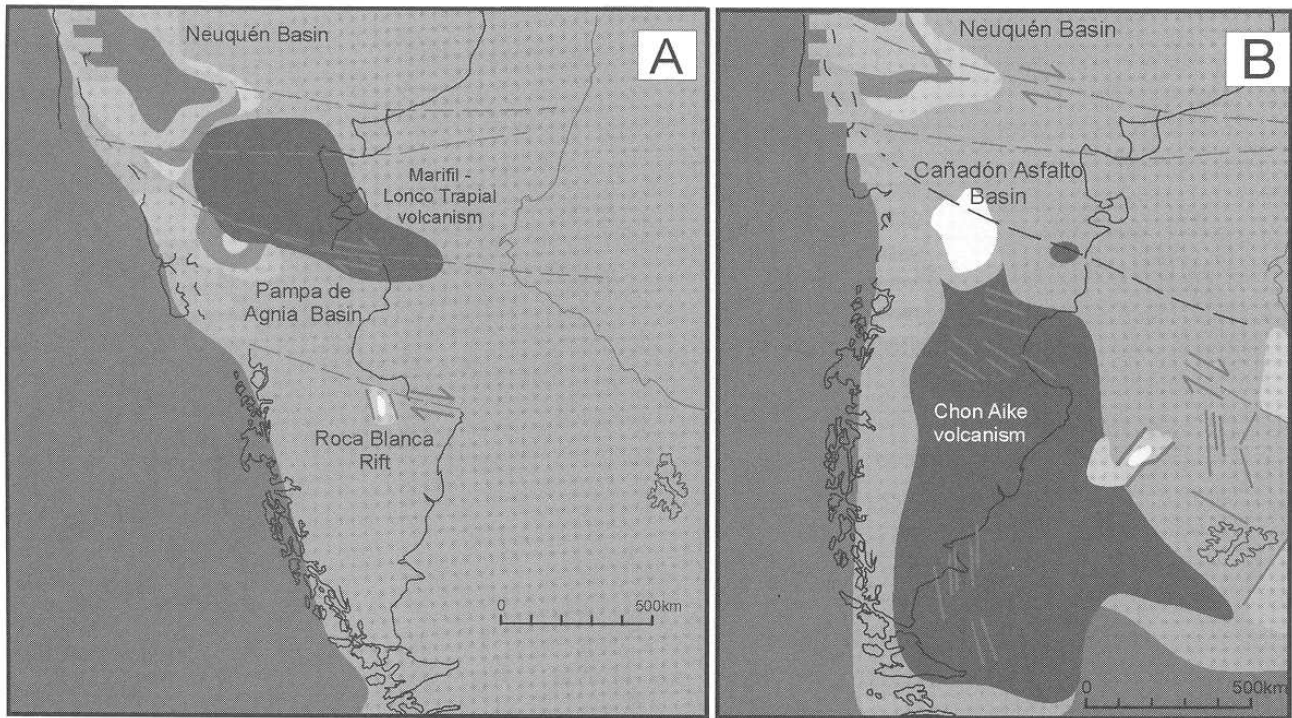 Neuquén Basin
A
Marifil -
Lonco Trapial
volcanism
Pampa de
Agnia Basin
Roca Blanca
Rift
0
500km
Neuquén Basin
B
Cañadón Asfalto
Basin
Chon Aike
volcanism
0
500km